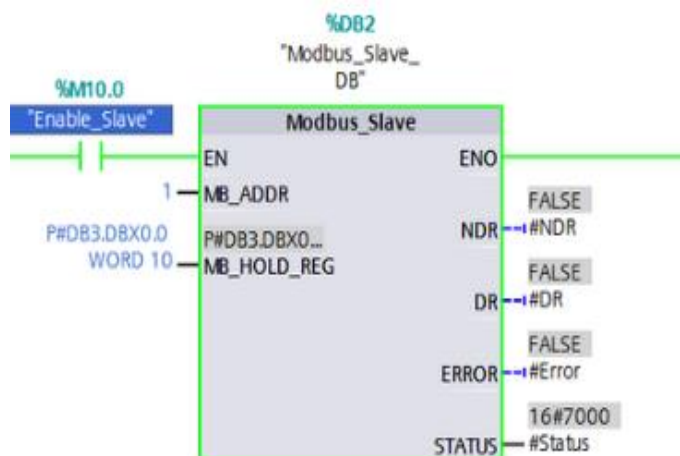 %DB2
"Modbus_Slave_
DB"
%M10.0
"Enable_Slave"
Modbus_Slave
EN
ENO
1
MB_ADDR
FALSE
NDR
#NDR
P#DB3.DBX0.0
WORD 10
P#DB3.DBX0...
MB_HOLD_REG
FALSE
DR
#DR
FALSE
ERROR
#Error
16#7000
STATUS
#Status